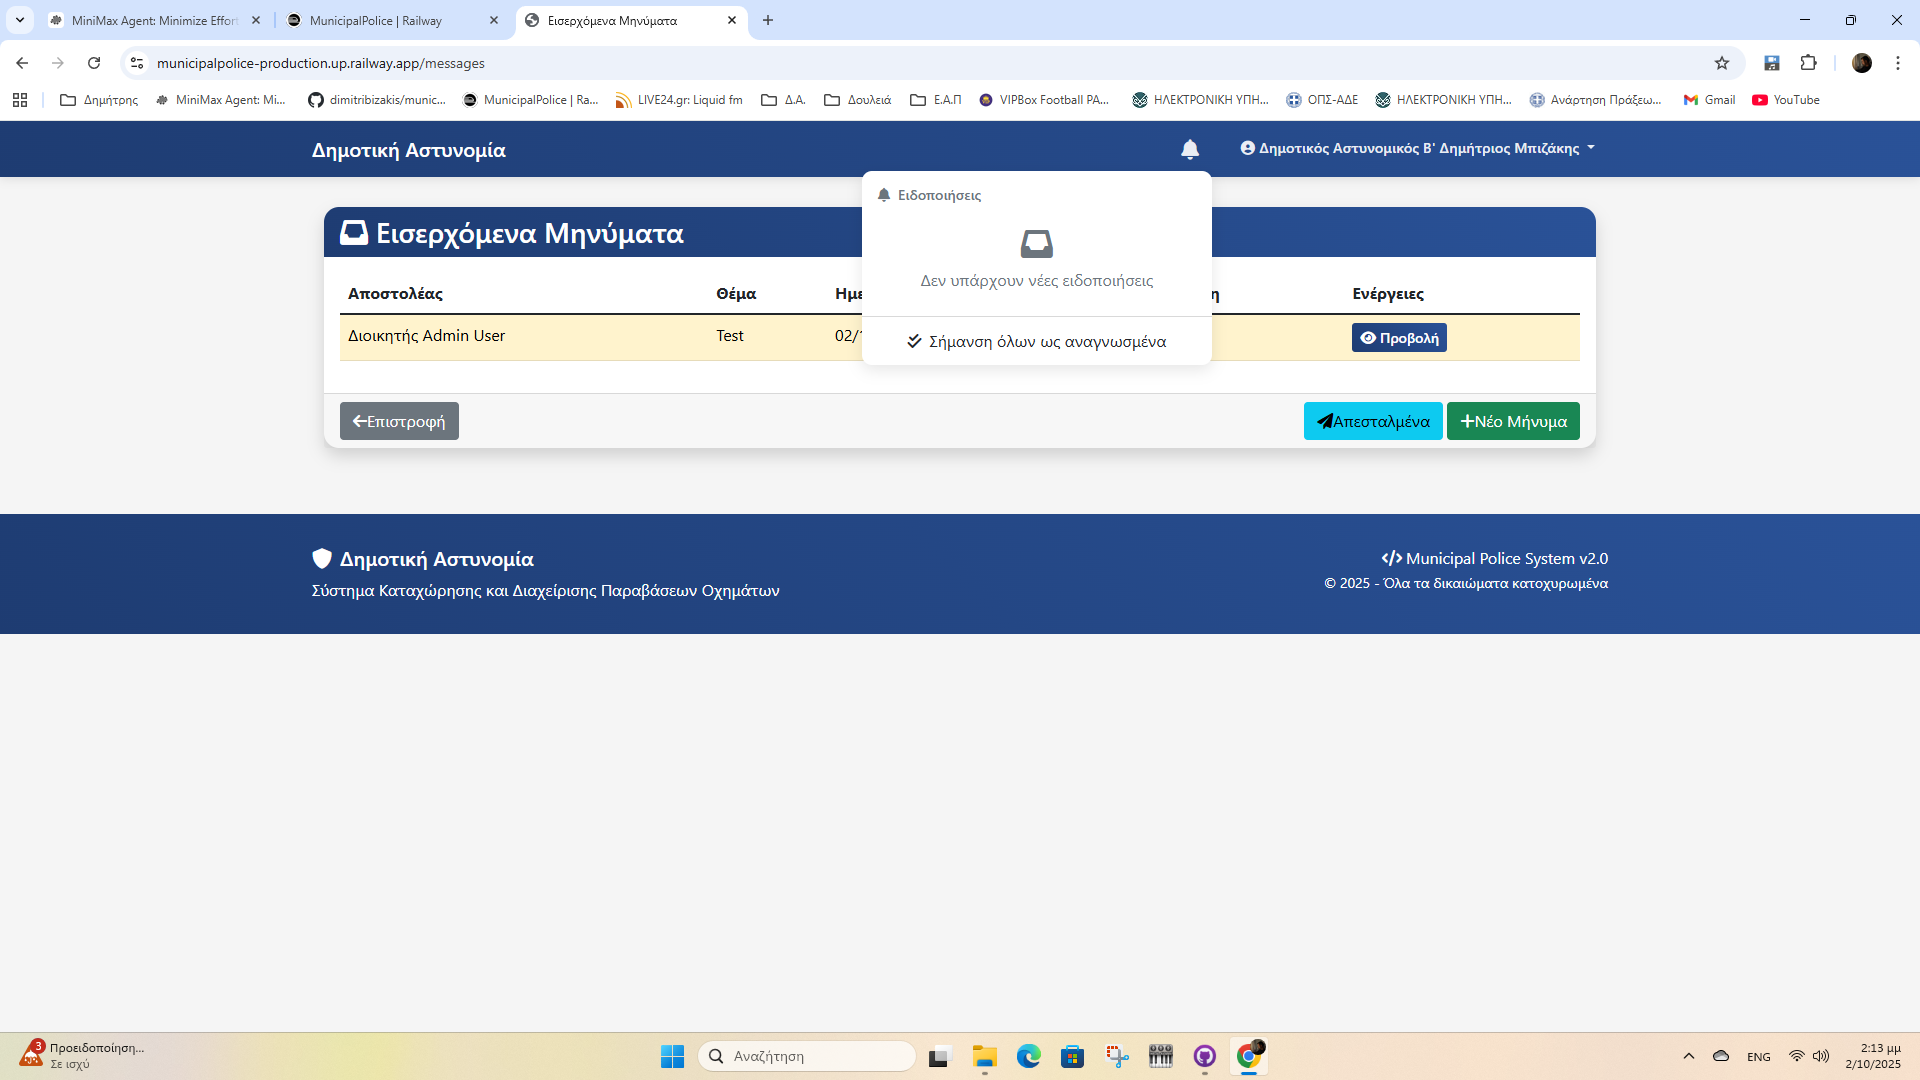 MiniMax Agent: Minimize Effor
MunicipalPolice | Railway
Εισερχόμενα Μηνύματα
municipalpolice-production.up.railway.app/messages
Δημήτρης
MiniMax Agent: Mi...
dimitribizakis/munic...
MunicipalPolice | Ra...
LIVE24.gr: Liquid fm
Δ.Α.
Δουλειά
Ε.Α.Π
VIPBox Football PA...
ΗΛΕΚΤΡΟΝΙΚΗ ΥΠΗ...
ΟΠΣ-ΑΔΕ
ΗΛΕΚΤΡΟΝΙΚΗ ΥΠΗ...
Ανάρτηση Πράξεω...
Gmail
YouTube
Δημοτική Αστυνομία
Δημοτικός Αστυνομικός Β' Δημήτριος Μπιζάκης
Ειδοποιήσεις
Δεν υπάρχουν νέες ειδοποιήσεις
Σήμανση όλων ως αναγνωσμένα
Εισερχόμενα Μηνύματα
Αποστολέας
Θέμα
Ημε
η
Ενέργειες
Διοικητής Admin User
Test
02/
Προβολή
Επιστροφή
Απεσταλμένα
Νέο Μήνυμα
Δημοτική Αστυνομία
Σύστημα Καταχώρησης και Διαχείρισης Παραβάσεων Οχημάτων
Municipal Police System v2.0
© 2025 - Όλα τα δικαιώματα κατοχυρωμένα
3
Προειδοποίηση...
Σε ισχύ
Αναζήτηση
ENG
2:13 μμ
2/10/2025